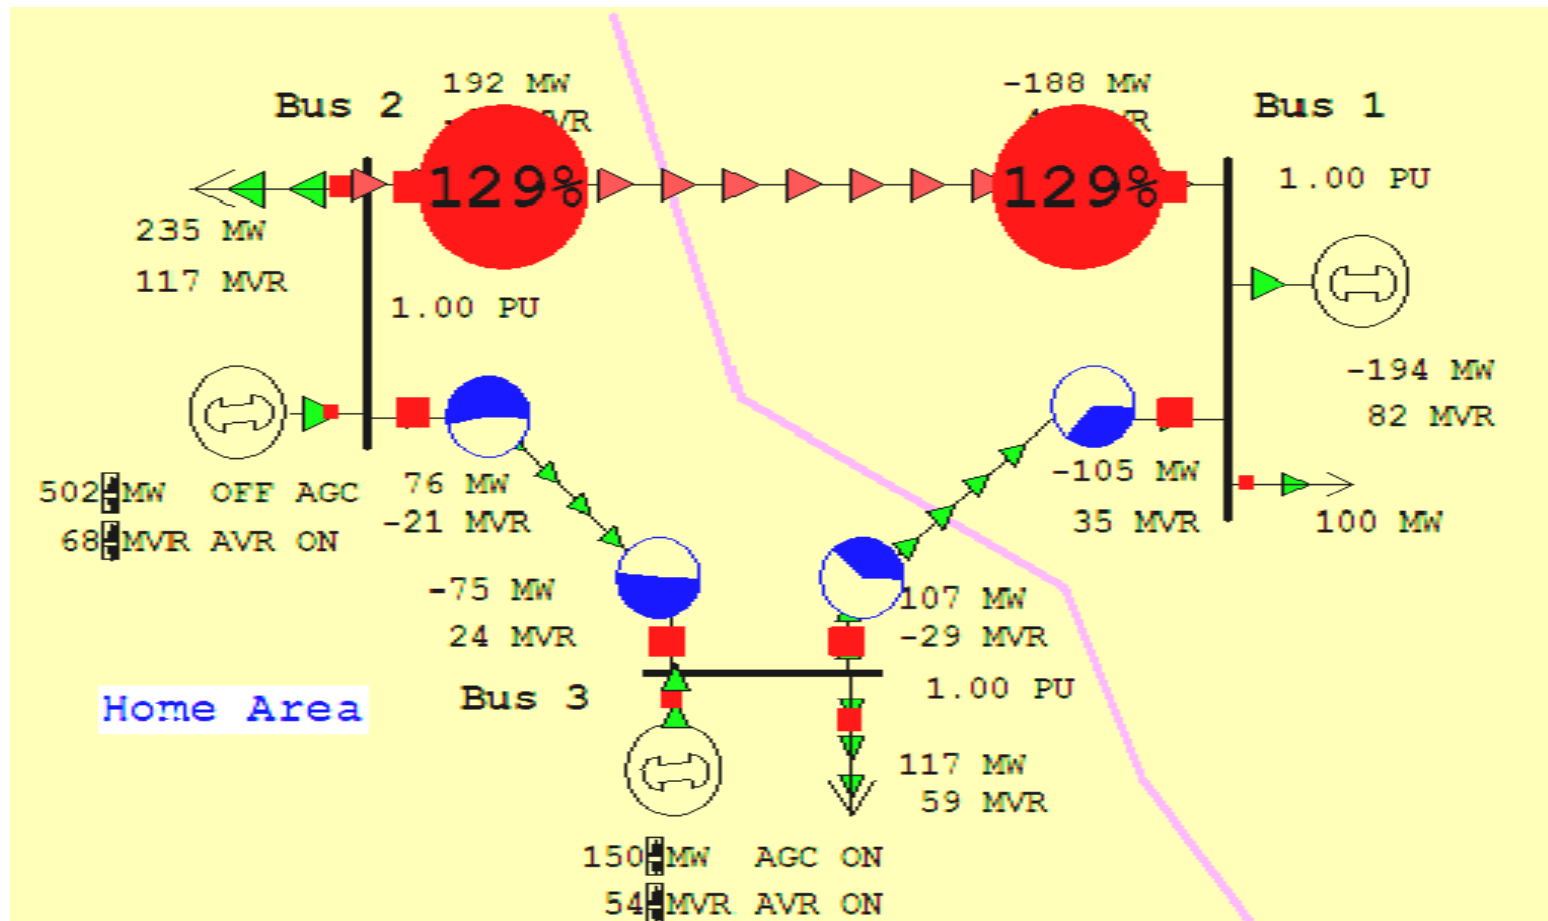 192 MW
-188 MW
Bus 2
Bus 1
VR
129%
129%
1.00 PU
235 MW
117 MVR
1.00 PU
-194 MW
82 MVR
502 MW OFF AGC
68 MVR AVR ON
76 MW
-21 MVR
-105 MW
35 MVR
100 MW
-75 MW
24 MVR
107 MW
-29 MVR
1.00 PU
Home Area
Bus 3
117 MW
59 MVR
150 MW AGC ON
54 MVR AVR ON